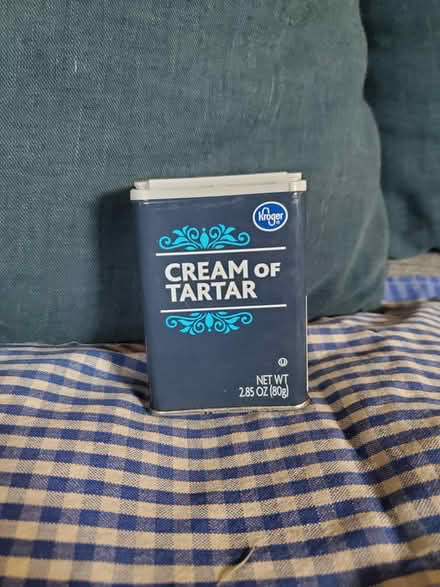 Kroger
CREAM OF
TARTAR
U
NET WT
2.85 OZ (80g)